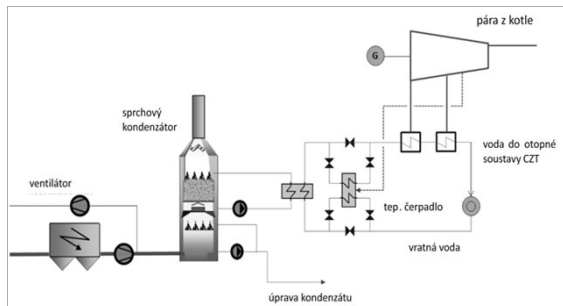 pára z kotle
G
sprchový
kondenzátor
voda do otopné
soustavy CZT
ventilátor
tep. čerpadlo
vratná voda
úprava kondenzátu